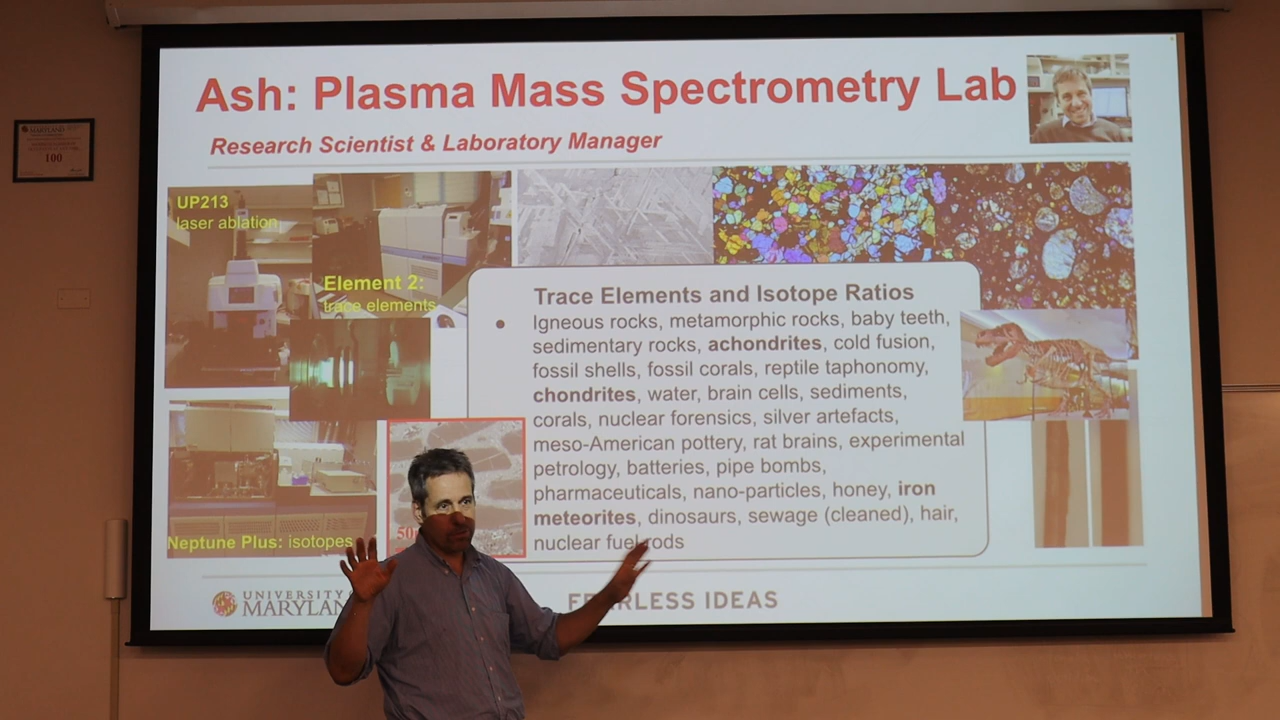 Ash: Plasma Mass Spectrometry Lab
Research Scientist & Laboratory Manager
MARYLAND
100
UP213
laser ablation
Element 2:
trace elements
Trace Elements and Isotope Ratios
• Igneous rocks, metamorphic rocks, baby teeth,
sedimentary rocks, achondrites, cold fusion,
fossil shells, fossil corals, reptile taphonomy,
chondrites, water, brain cells, sediments,
corals, nuclear forensics, silver artefacts,
meso-American pottery, rat brains, experimental
petrology, batteries, pipe bombs,
pharmaceuticals, nano-particles, honey, iron
meteorites, dinosaurs, sewage (cleaned), hair,
nuclear fuel rods
Neptune Plus: isotopes
UNIVERSITY
MARYLAN
FEARLESS IDEAS